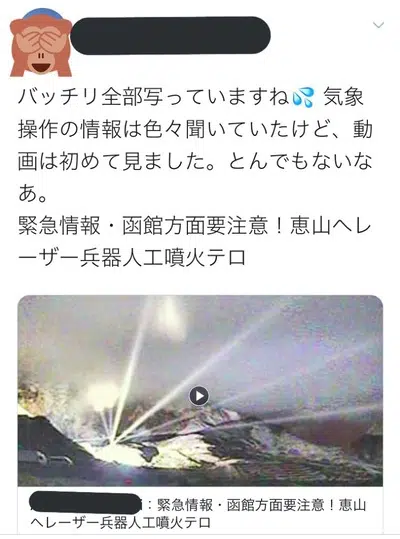 バッチリ全部写っていますね💦 気象
操作の情報は色々聞いていたけど、動
画は初めて見ました。とんでもないな
あ。
緊急情報・函館方面要注意！恵山へレ
ーザー兵器人工噴火テロ
：緊急情報・函館方面要注意！恵山
へレーザー兵器人工噴火テロ